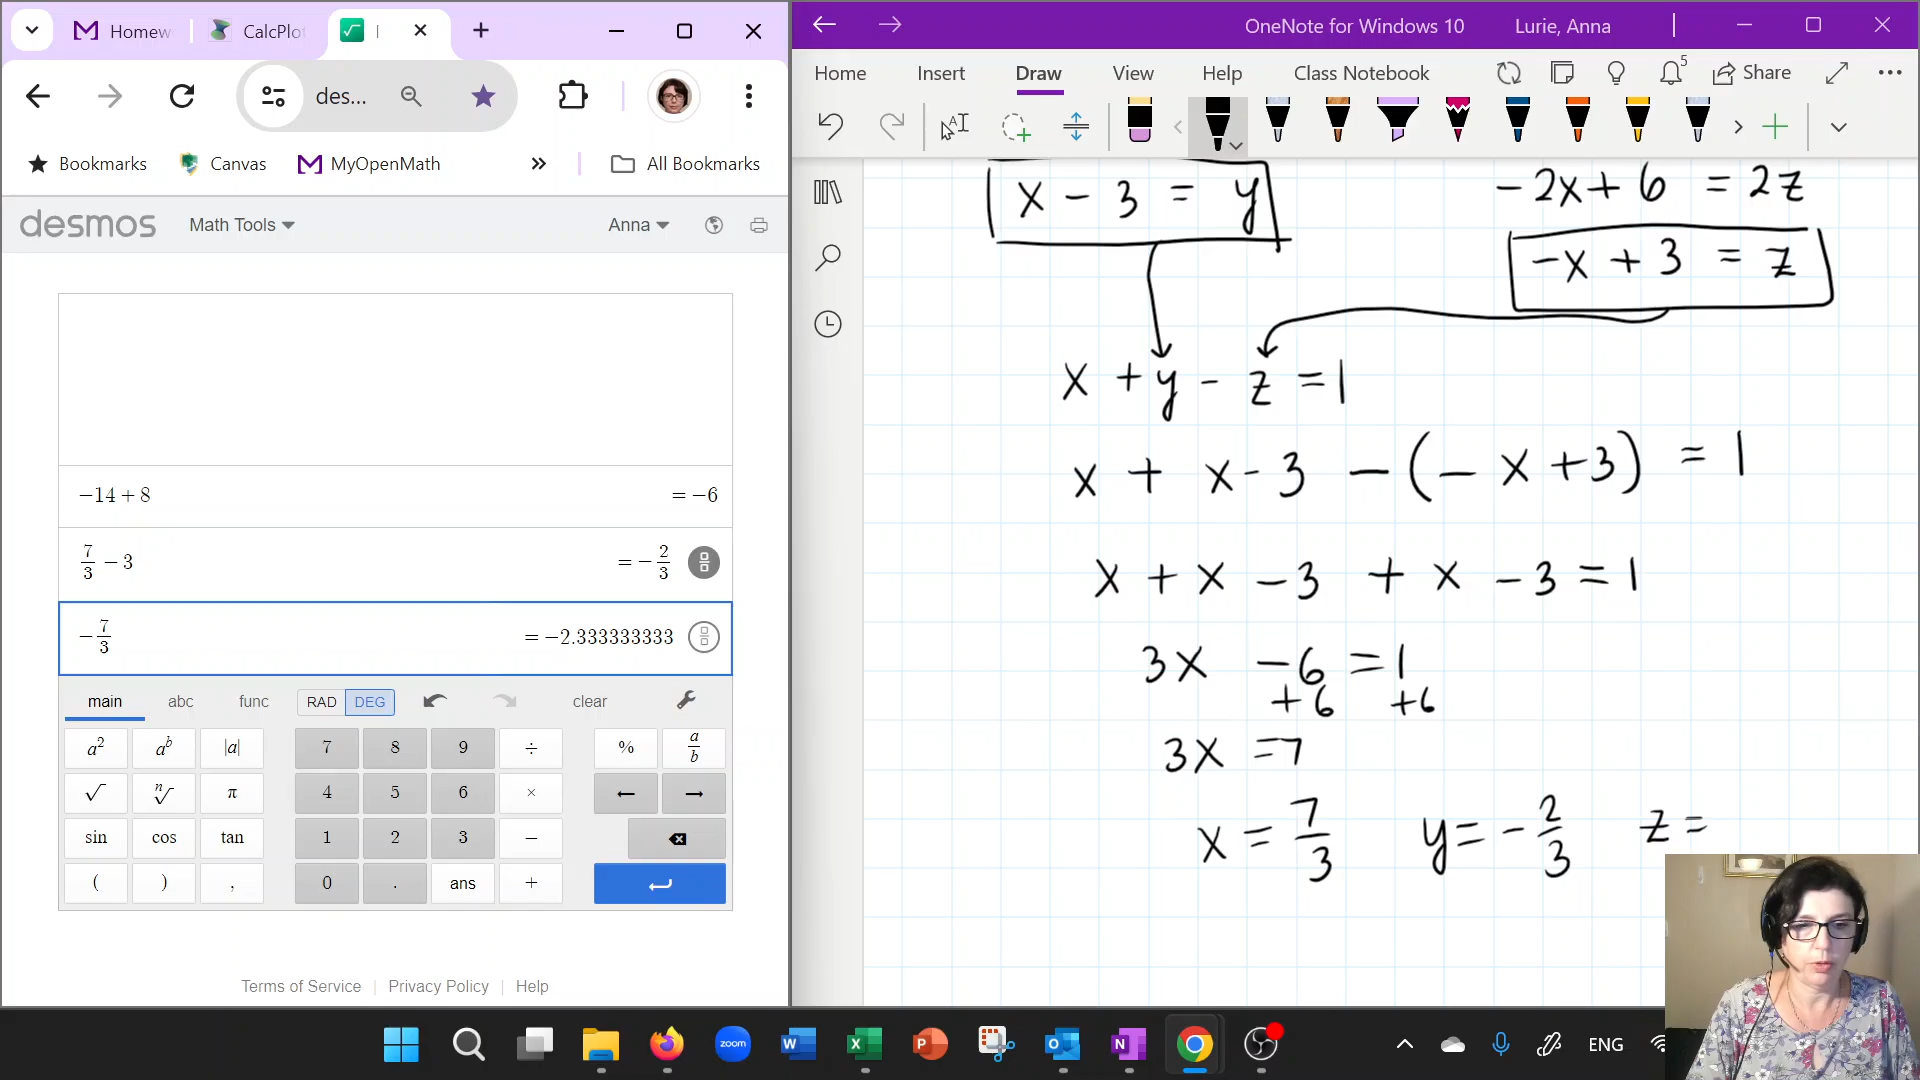 Homew
CalcPlo
des...
Bookmarks
Canvas
MyOpenMath
»
All Bookmarks
desmos
Math Tools
Anna
−14 + 8
= −6
7/3 − 3
= −2/3
−7/3
= −2.333333333
main
abc
func
RAD
DEG
clear
a²
aᵇ
|a|
7
8
9
÷
%
a/b
√
ⁿ√
π
4
5
6
×
←
→
sin
cos
tan
1
2
3
−
(
)
,
0
.
ans
+
Terms of Service | Privacy Policy | Help
OneNote for Windows 10
Lurie, Anna
Home
Insert
Draw
View
Help
Class Notebook
5
Share
x − 3 = y
−2x + 6 = 2z
−x + 3 = z
x + y − z = 1
x + x − 3 − (−x + 3) = 1
x + x − 3 + x − 3 = 1
3x − 6 = 1
+6 +6
3x = 7
x = 7/3 y = −2/3 z =
zoom
W
X
P
O
N
ENG